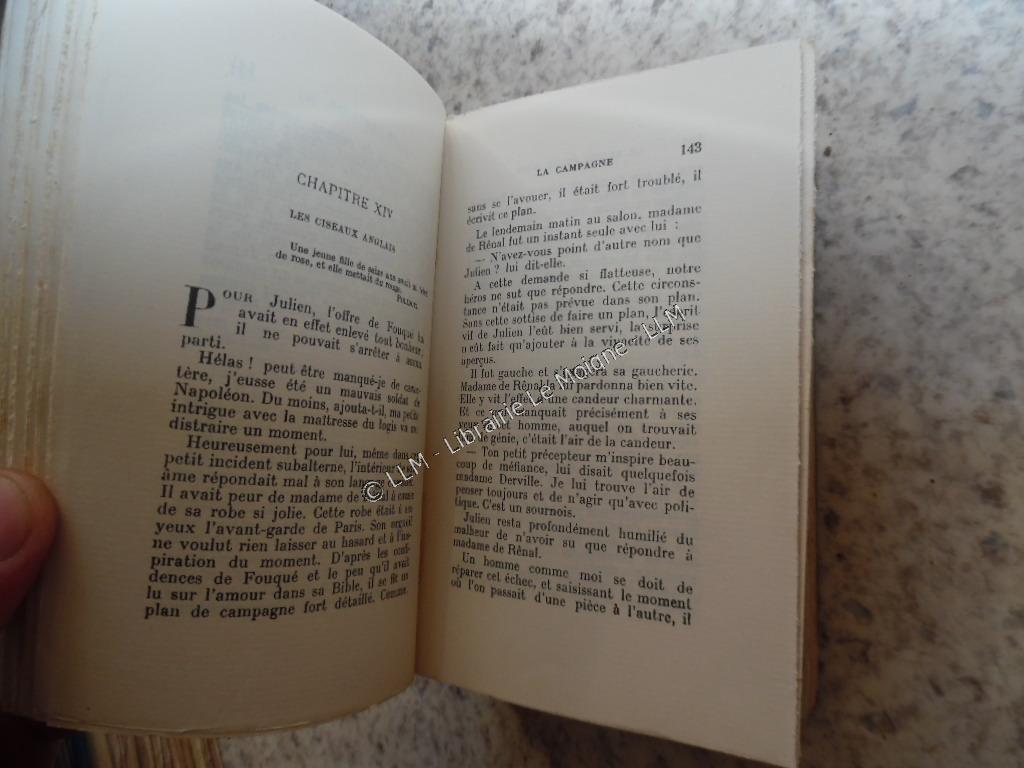 CHAPITRE XIV
LES CISEAUX ANGLAIS
Une jeune fille de seize ans avait un teint
de rose, et elle mettait du rouge.
POLIDORI.
POUR Julien, l'offre de Fouqué lui
avait en effet enlevé tout bonheur,
il ne pouvait s'arrêter à aucun
parti.
Hélas ! peut être manqué-je de carac-
tère, j'eusse été un mauvais soldat de
Napoléon. Du moins, ajouta-t-il, ma petite
intrigue avec la maîtresse du logis va me
distraire un moment.
Heureusement pour lui, même dans ce
petit incident subalterne, l'intérieur de son
âme répondait mal à son langage
Il avait peur de madame de Rênal à cause
de sa robe si jolie. Cette robe était à ses
yeux l'avant-garde de Paris. Son orgueil
ne voulut rien laisser au hasard et à l'ins-
piration du moment. D'après les confi-
dences de Fouqué et le peu qu'il avait
lu sur l'amour dans sa Bible, il se fit un
plan de campagne fort détaillé. Comme,
LA CAMPAGNE 143
sans se l'avouer, il était fort troublé, il
écrivit ce plan.
Le lendemain matin au salon, madame
de Rênal fut un instant seule avec lui :
— N'avez-vous point d'autre nom que
Julien ? lui dit-elle.
A cette demande si flatteuse, notre
héros ne sut que répondre. Cette circons-
tance n'était pas prévue dans son plan.
Sans cette sottise de faire un plan, l'esprit
vif de Julien l'eût bien servi, la surprise
n'eût fait qu'ajouter à la vivacité de ses
aperçus.
Il fut gauche et s'exagéra sa gaucherie.
Madame de Rênal la lui pardonna bien vite.
Elle y vit l'effet d'une candeur charmante.
Et ce qui manquait précisément à ses
yeux à cet homme, auquel on trouvait
tant de génie, c'était l'air de la candeur.
— Ton petit précepteur m'inspire beau-
coup de méfiance, lui disait quelquefois
madame Derville. Je lui trouve l'air de
penser toujours et de n'agir qu'avec poli-
tique. C'est un sournois.
Julien resta profondément humilié du
malheur de n'avoir su que répondre à
madame de Rênal.
Un homme comme moi se doit de
réparer cet échec, et saisissant le moment
où l'on passait d'une pièce à l'autre, il
© LLM - Librairie Le Moigne - LLM